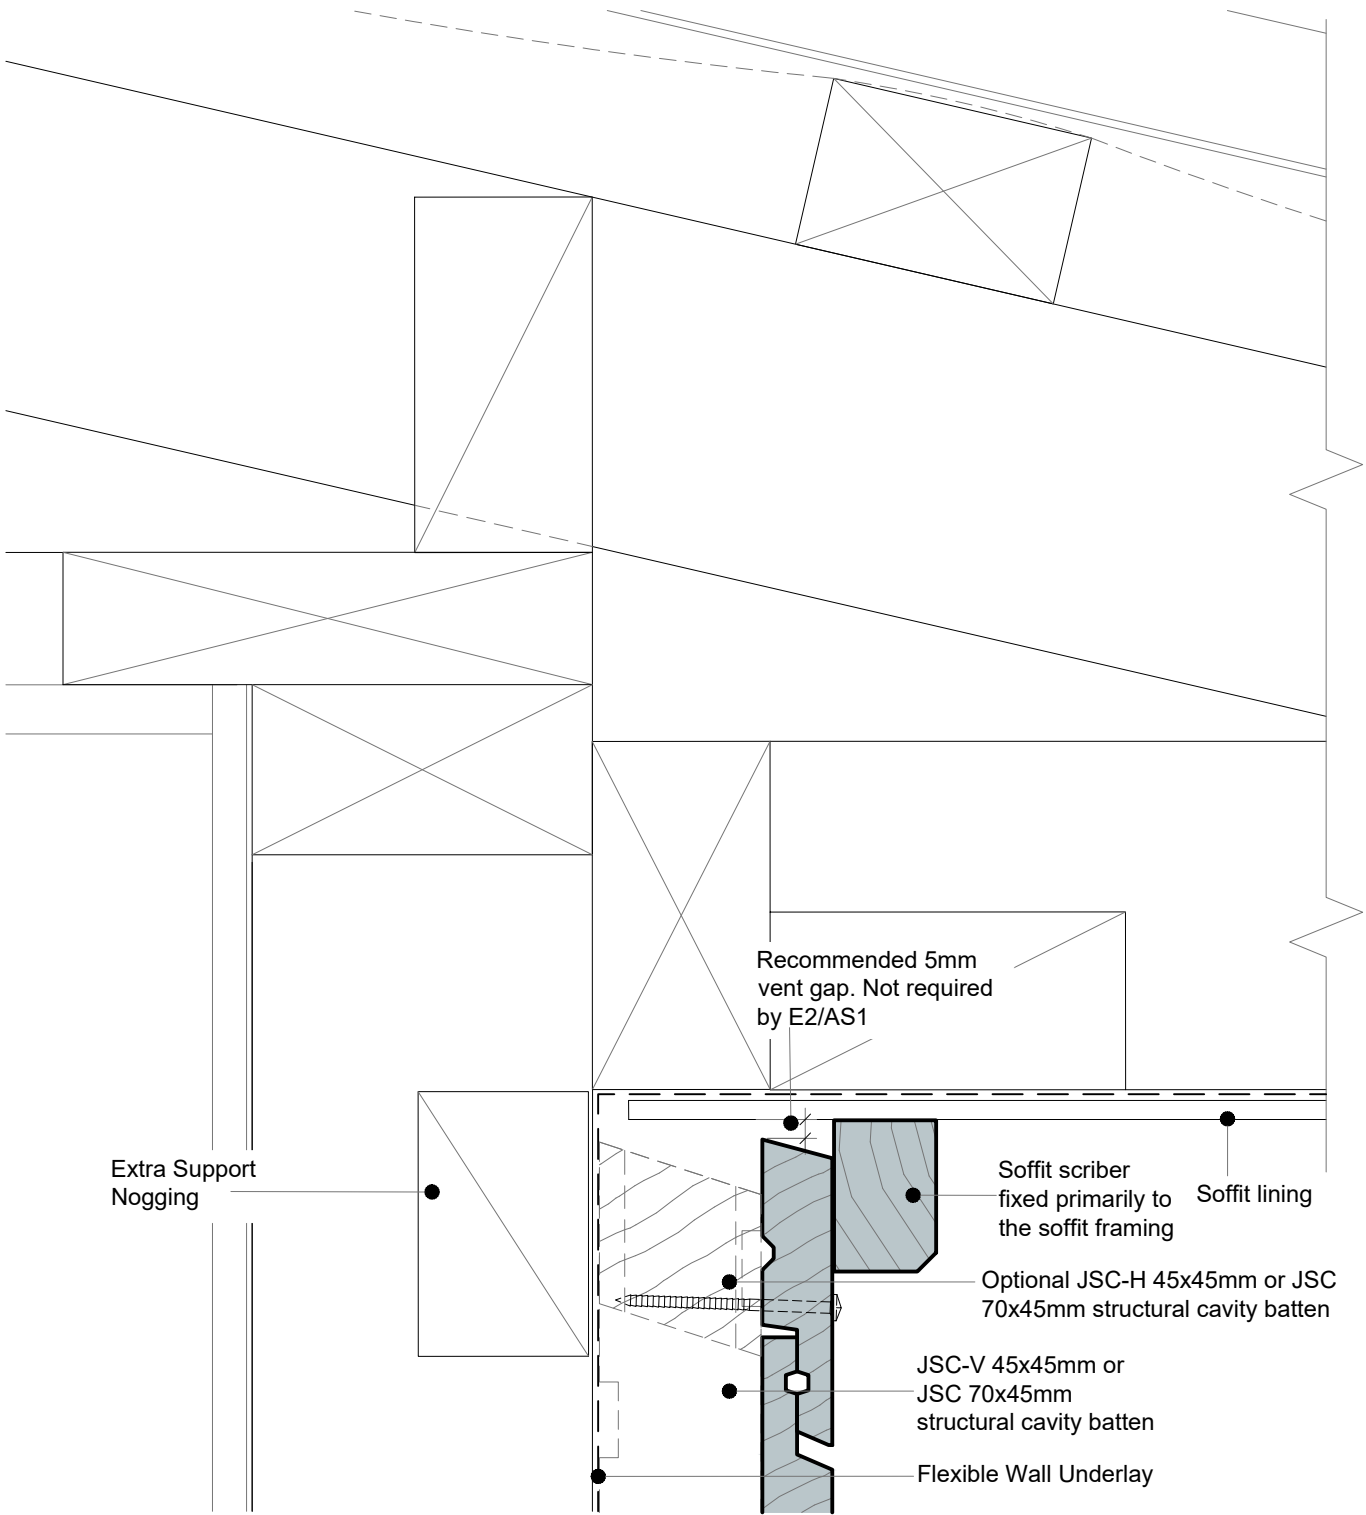 Recommended 5mm
vent gap. Not required
by E2/AS1
Extra Support
Nogging
Soffit scriber
fixed primarily to
the soffit framing
Soffit lining
Optional JSC-H 45x45mm or JSC
70x45mm structural cavity batten
JSC-V 45x45mm or
JSC 70x45mm
structural cavity batten
Flexible Wall Underlay